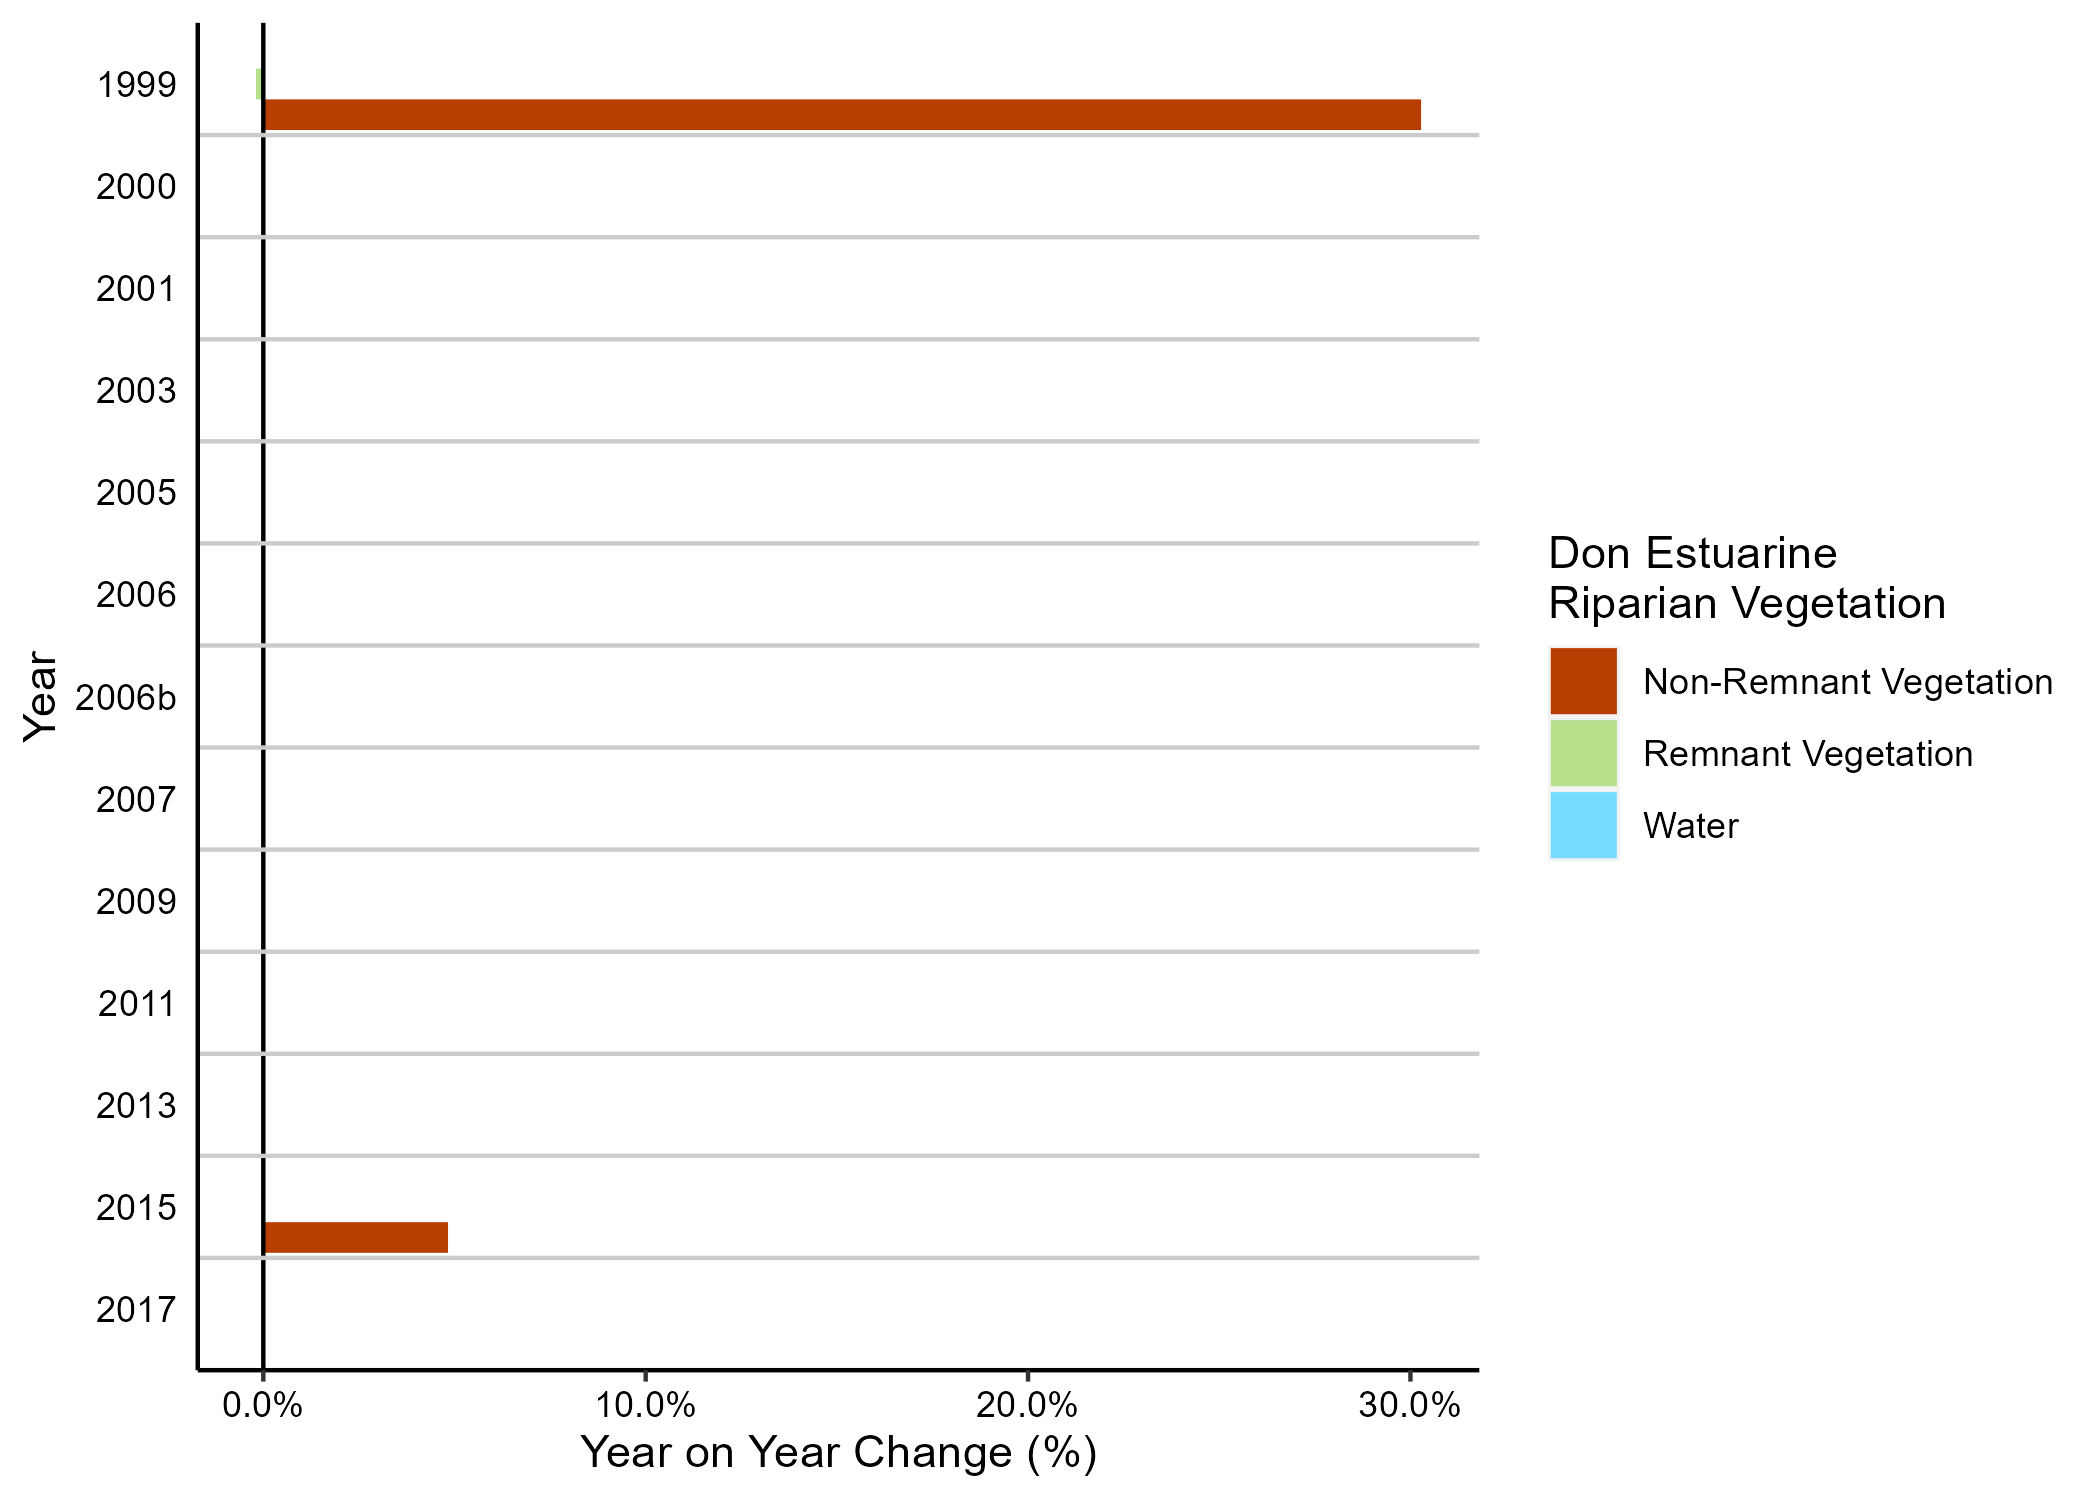 1999
2000
2001
2003
2005
2006
2006b
2007
2009
2011
2013
2015
2017
Year
0.0%
10.0%
20.0%
30.0%
Year on Year Change (%)
Don Estuarine
Riparian Vegetation
Non-Remnant Vegetation
Remnant Vegetation
Water